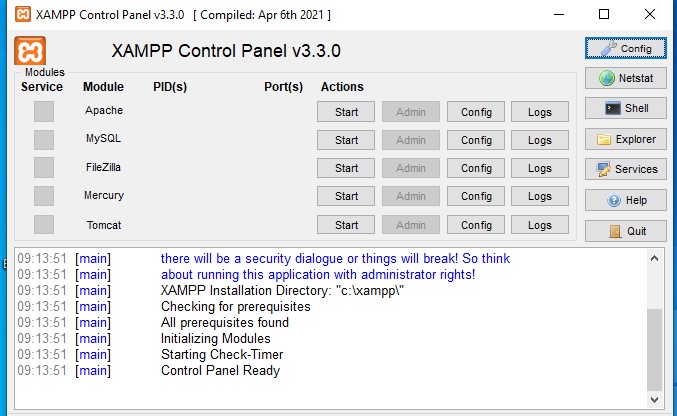 XAMPP Control Panel v3.3.0 [ Compiled: Apr 6th 2021 ]
XAMPP Control Panel v3.3.0
Config
Modules
Service Module PID(s) Port(s) Actions
Netstat
Apache Start Admin Config Logs
Shell
MySQL Start Admin Config Logs
Explorer
FileZilla Start Admin Config Logs
Services
Mercury Start Admin Config Logs
Help
Tomcat Start Admin Config Logs
Quit
09:13:51 [main] there will be a security dialogue or things will break! So think
09:13:51 [main] about running this application with administrator rights!
09:13:51 [main] XAMPP Installation Directory: "c:\xampp\"
09:13:51 [main] Checking for prerequisites
09:13:51 [main] All prerequisites found
09:13:51 [main] Initializing Modules
09:13:51 [main] Starting Check-Timer
09:13:51 [main] Control Panel Ready